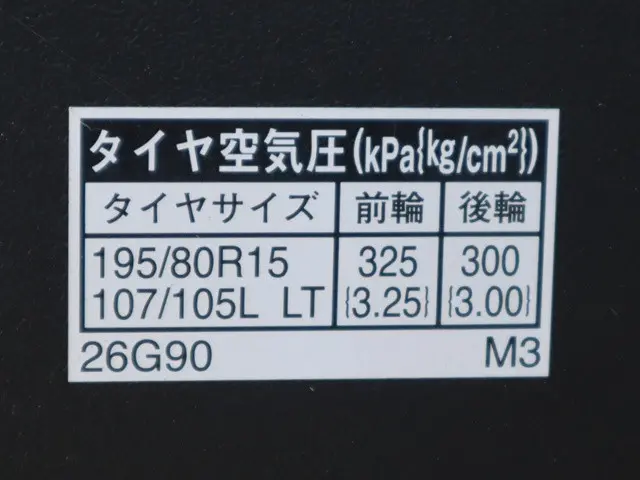 タイヤ空気圧(kPa{kg/cm²})
タイヤサイズ 前輪 後輪
195/80R15 325 300
107/105L LT {3.25} {3.00}
26G90 M3